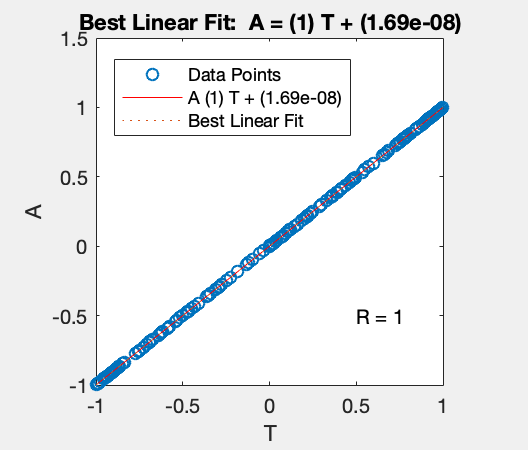 Best Linear Fit:  A = (1) T + (1.69e-08)
1.5
Data Points
A (1) T + (1.69e-08)
Best Linear Fit
1
0.5
A
0
-0.5
R = 1
-1
-1 -0.5 0 0.5 1
T